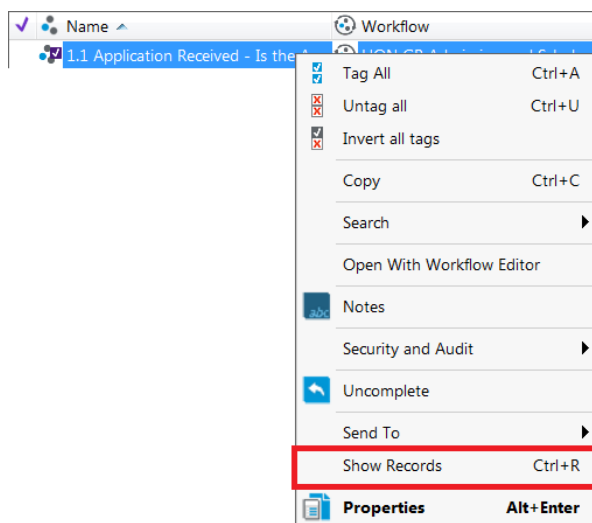 Name Workflow
1.1 Application Received - Is the
Tag All Ctrl+A
Untag all Ctrl+U
Invert all tags
Copy Ctrl+C
Search
Open With Workflow Editor
abc Notes
Security and Audit
Uncomplete
Send To
Show Records Ctrl+R
Properties Alt+Enter